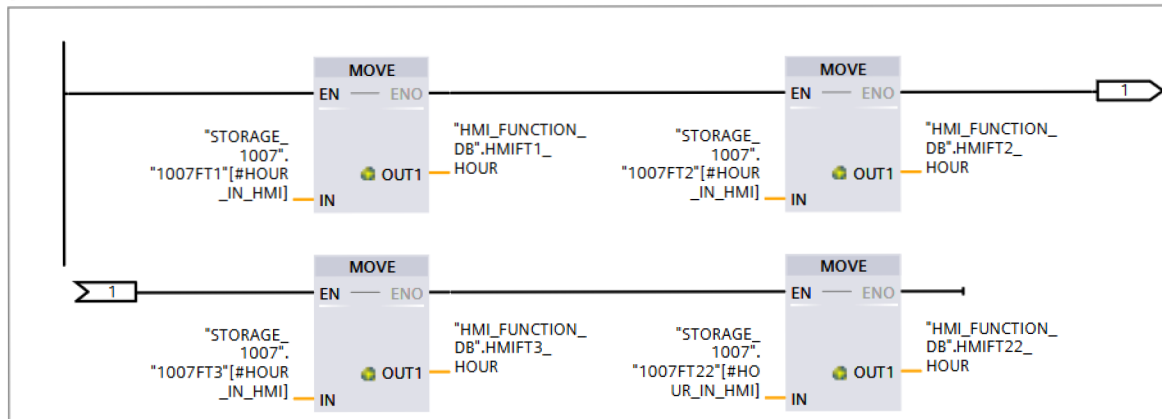 MOVE
EN ENO
"STORAGE_
1007".
"1007FT1"[#HOUR
_IN_HMI]
IN
OUT1
"HMI_FUNCTION_
DB".HMIFT1_
HOUR
MOVE
EN ENO
"STORAGE_
1007".
"1007FT2"[#HOUR
_IN_HMI]
IN
OUT1
"HMI_FUNCTION_
DB".HMIFT2_
HOUR
1
1
MOVE
EN ENO
"STORAGE_
1007".
"1007FT3"[#HOUR
_IN_HMI]
IN
OUT1
"HMI_FUNCTION_
DB".HMIFT3_
HOUR
MOVE
EN ENO
"STORAGE_
1007".
"1007FT22"[#HO
UR_IN_HMI]
IN
OUT1
"HMI_FUNCTION_
DB".HMIFT22_
HOUR